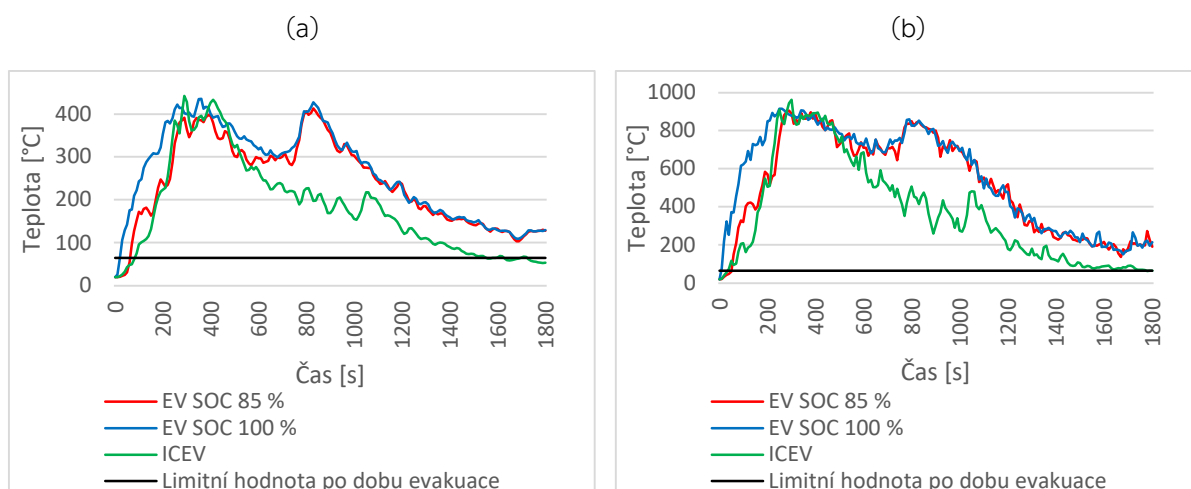 (a)
Teplota [°C]
400
300
200
100
0
0
200
400
600
800
1000
1200
1400
1600
1800
Čas [s]
EV SOC 85 %
EV SOC 100 %
ICEV
Limitní hodnota po dobu evakuace
(b)
Teplota [°C]
1000
800
600
400
200
0
0
200
400
600
800
1000
1200
1400
1600
1800
Čas [s]
EV SOC 85 %
EV SOC 100 %
ICEV
Limitní hodnota po dobu evakuace